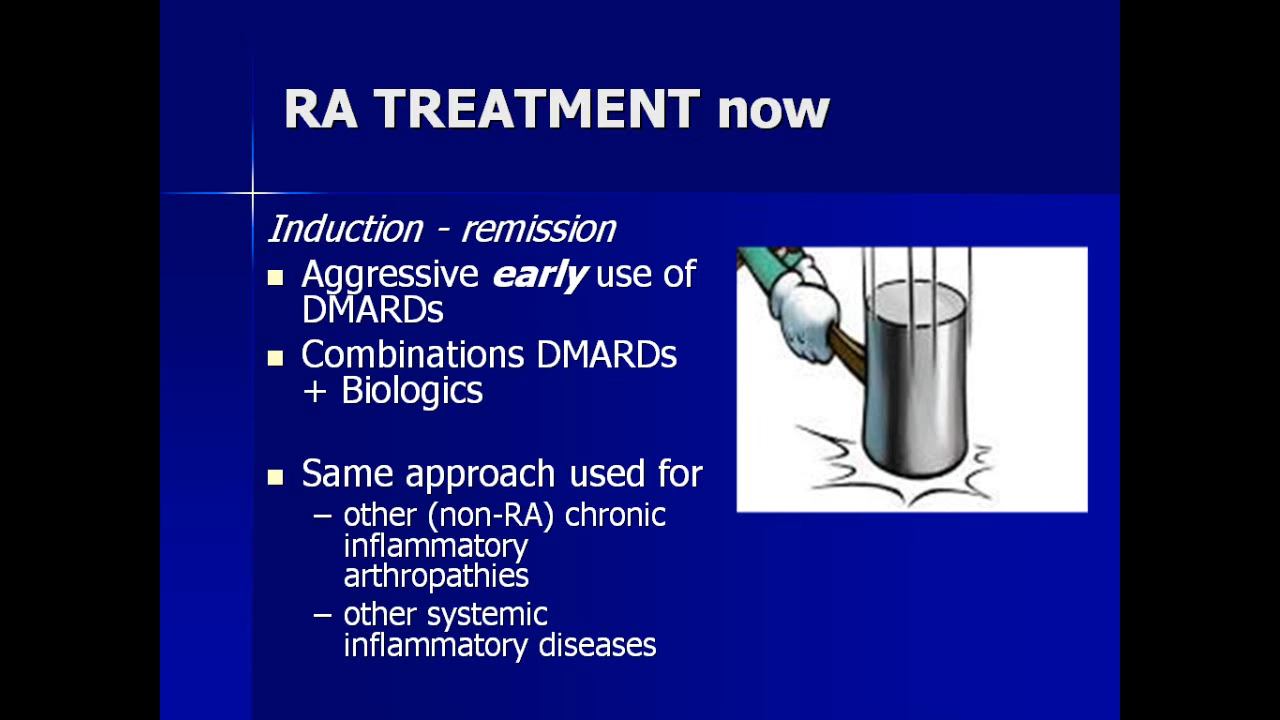 RA TREATMENT now
Induction - remission
Aggressive early use of
DMARDs
Combinations DMARDs
+ Biologics
Same approach used for
– other (non-RA) chronic
inflammatory
arthropathies
– other systemic
inflammatory diseases